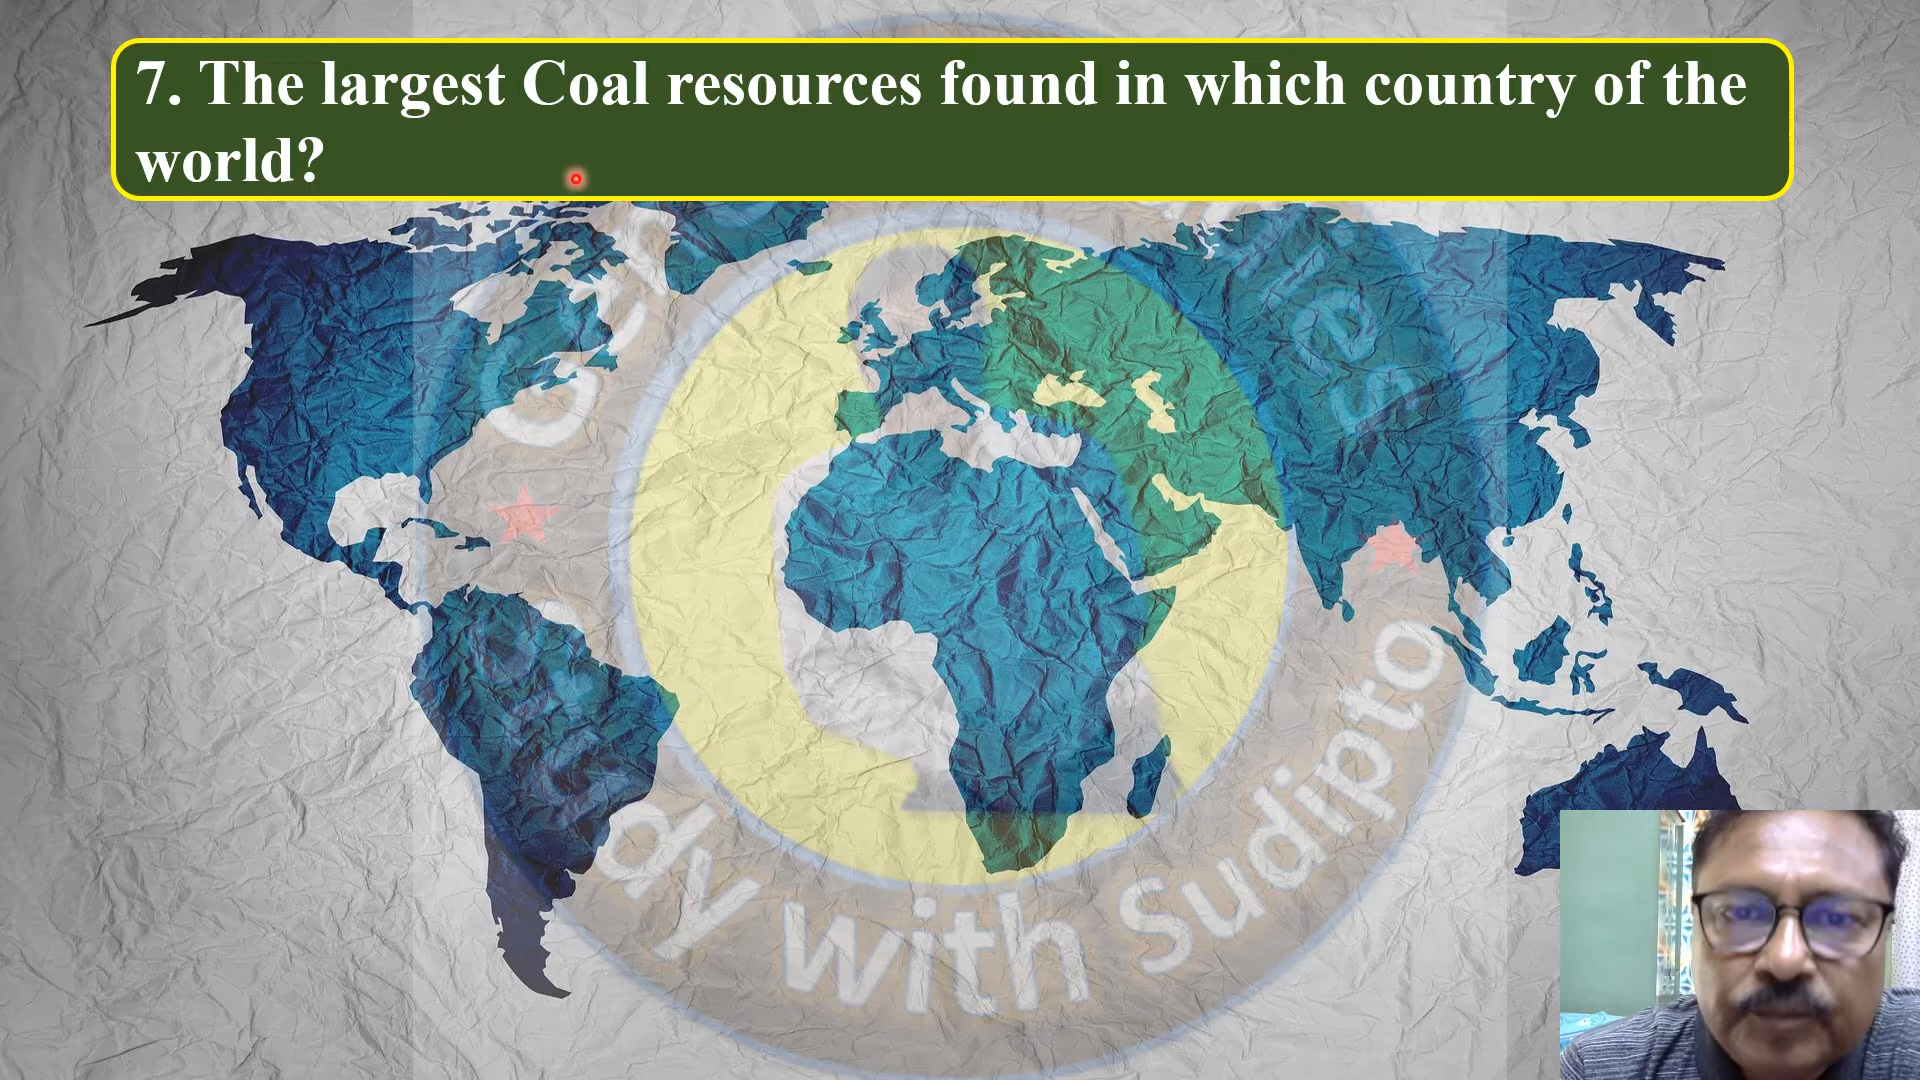 7. The largest Coal resources found in which country of the
world?
dy with Sudipto